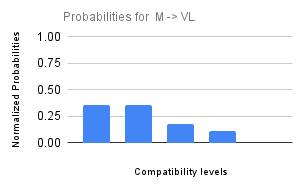 Probabilities for M -> VL
Normalized Probabilities
1.00
0.75
0.50
0.25
0.00
Compatibility levels